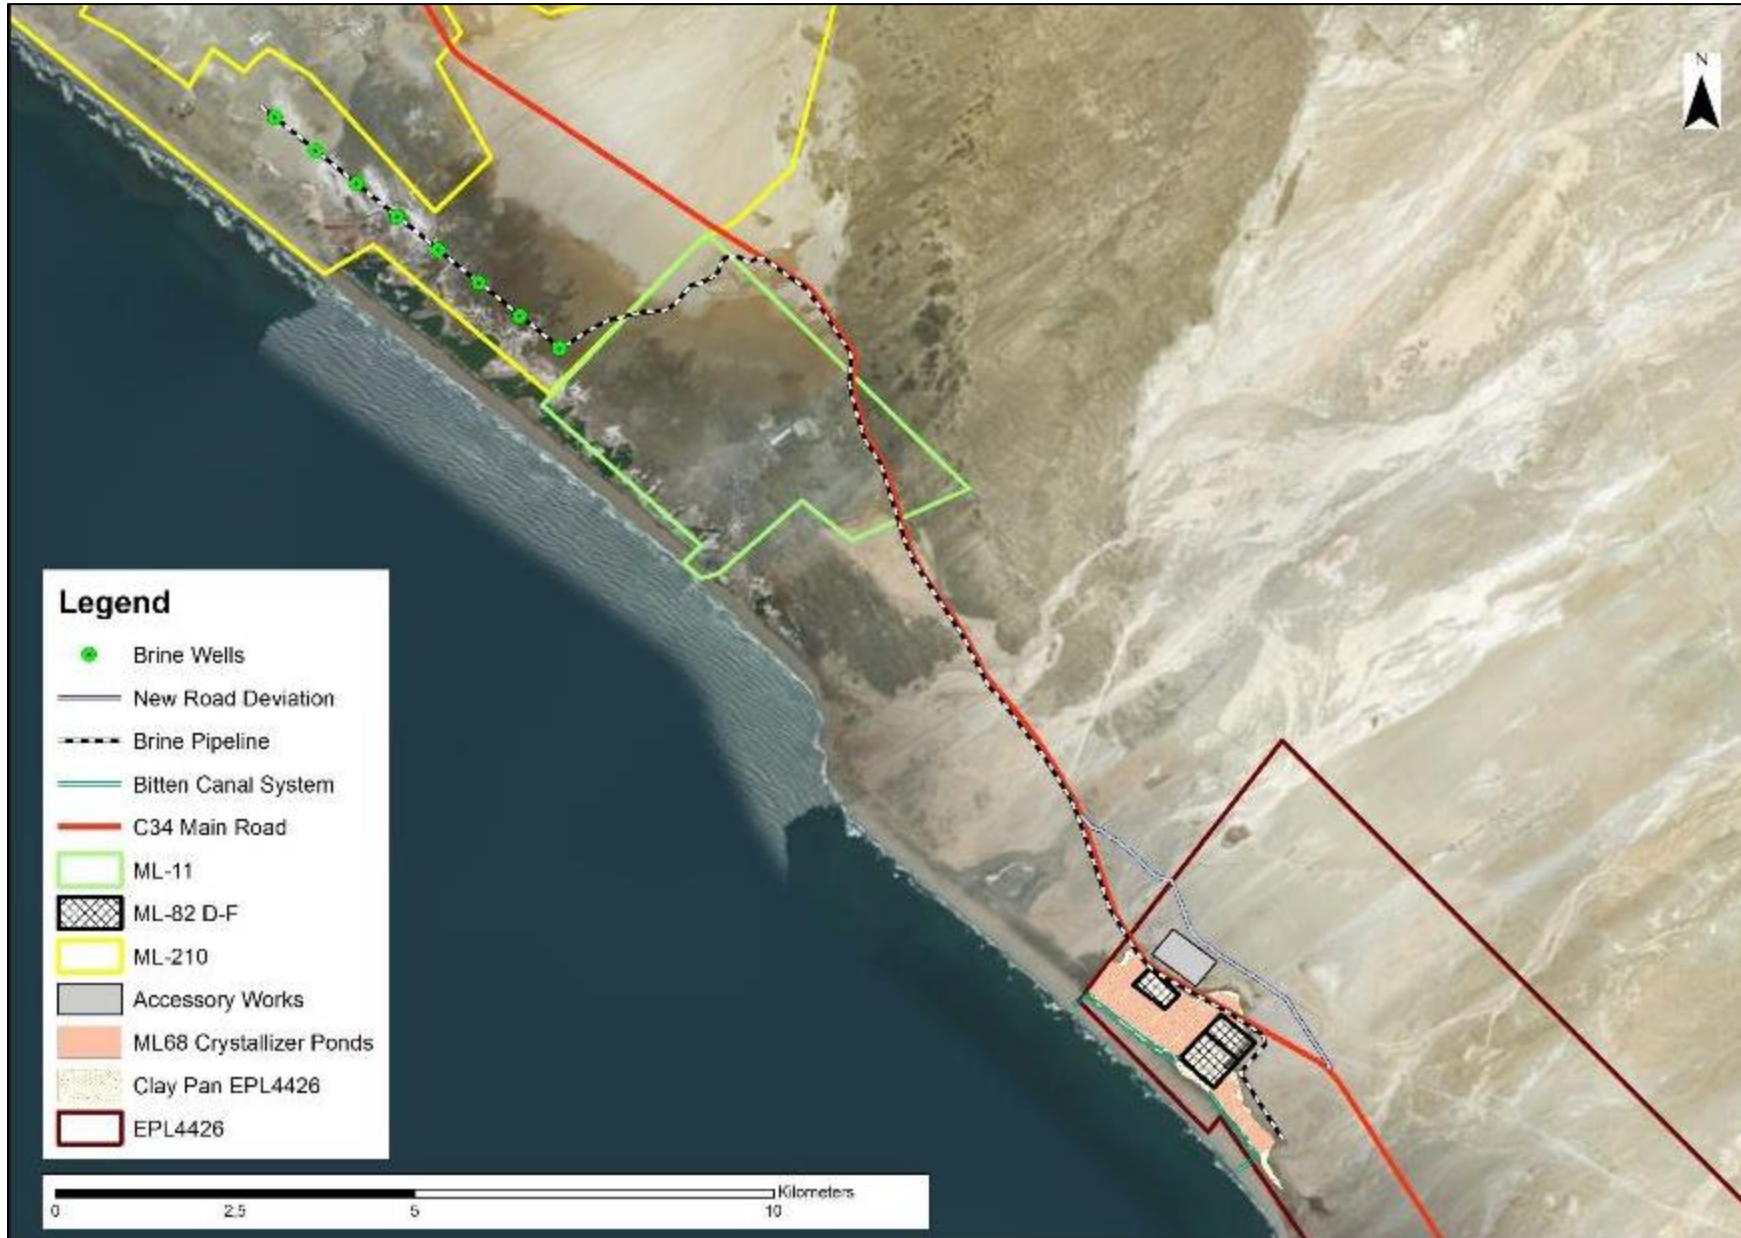 N
Legend
Brine Wells
New Road Deviation
Brine Pipeline
Bitten Canal System
C34 Main Road
ML-11
ML-82 D-F
ML-210
Accessory Works
ML68 Crystallizer Ponds
Clay Pan EPL4426
EPL4426
Kilometers
0 2.5 5 10